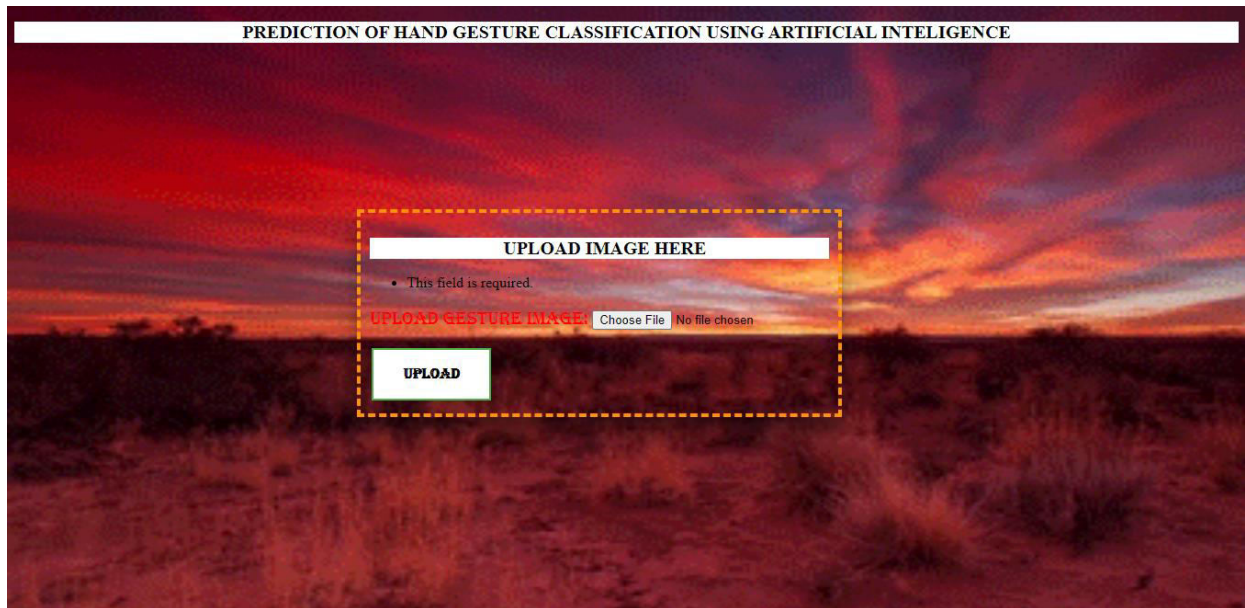 PREDICTION OF HAND GESTURE CLASSIFICATION USING ARTIFICIAL INTELIGENCE
UPLOAD IMAGE HERE
This field is required.
UPLOAD GESTURE IMAGE: Choose File No file chosen
UPLOAD